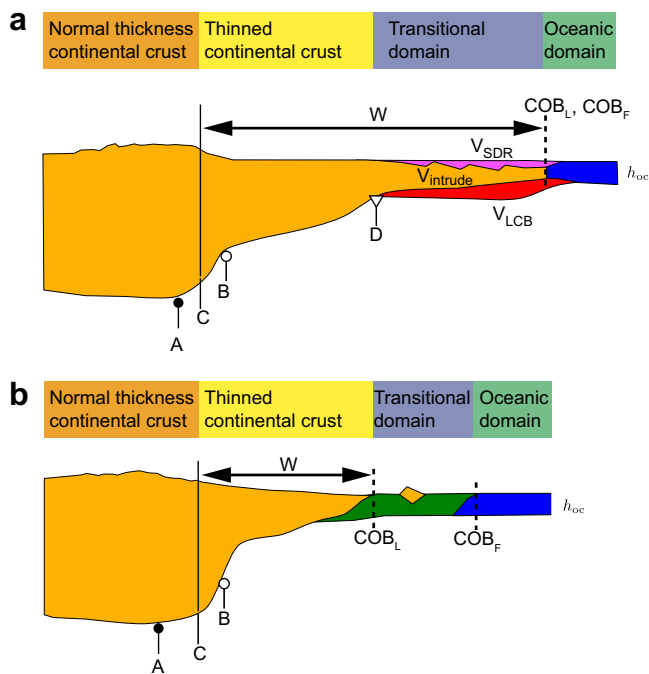 a
Normal thickness continental crust
Thinned continental crust
Transitional domain
Oceanic domain
W
COB_L, COB_F
V_SDR
V_intrude
h_oc
V_LCB
D
B
C
A
b
Normal thickness continental crust
Thinned continental crust
Transitional domain
Oceanic domain
W
h_oc
COB_L
COB_F
B
C
A